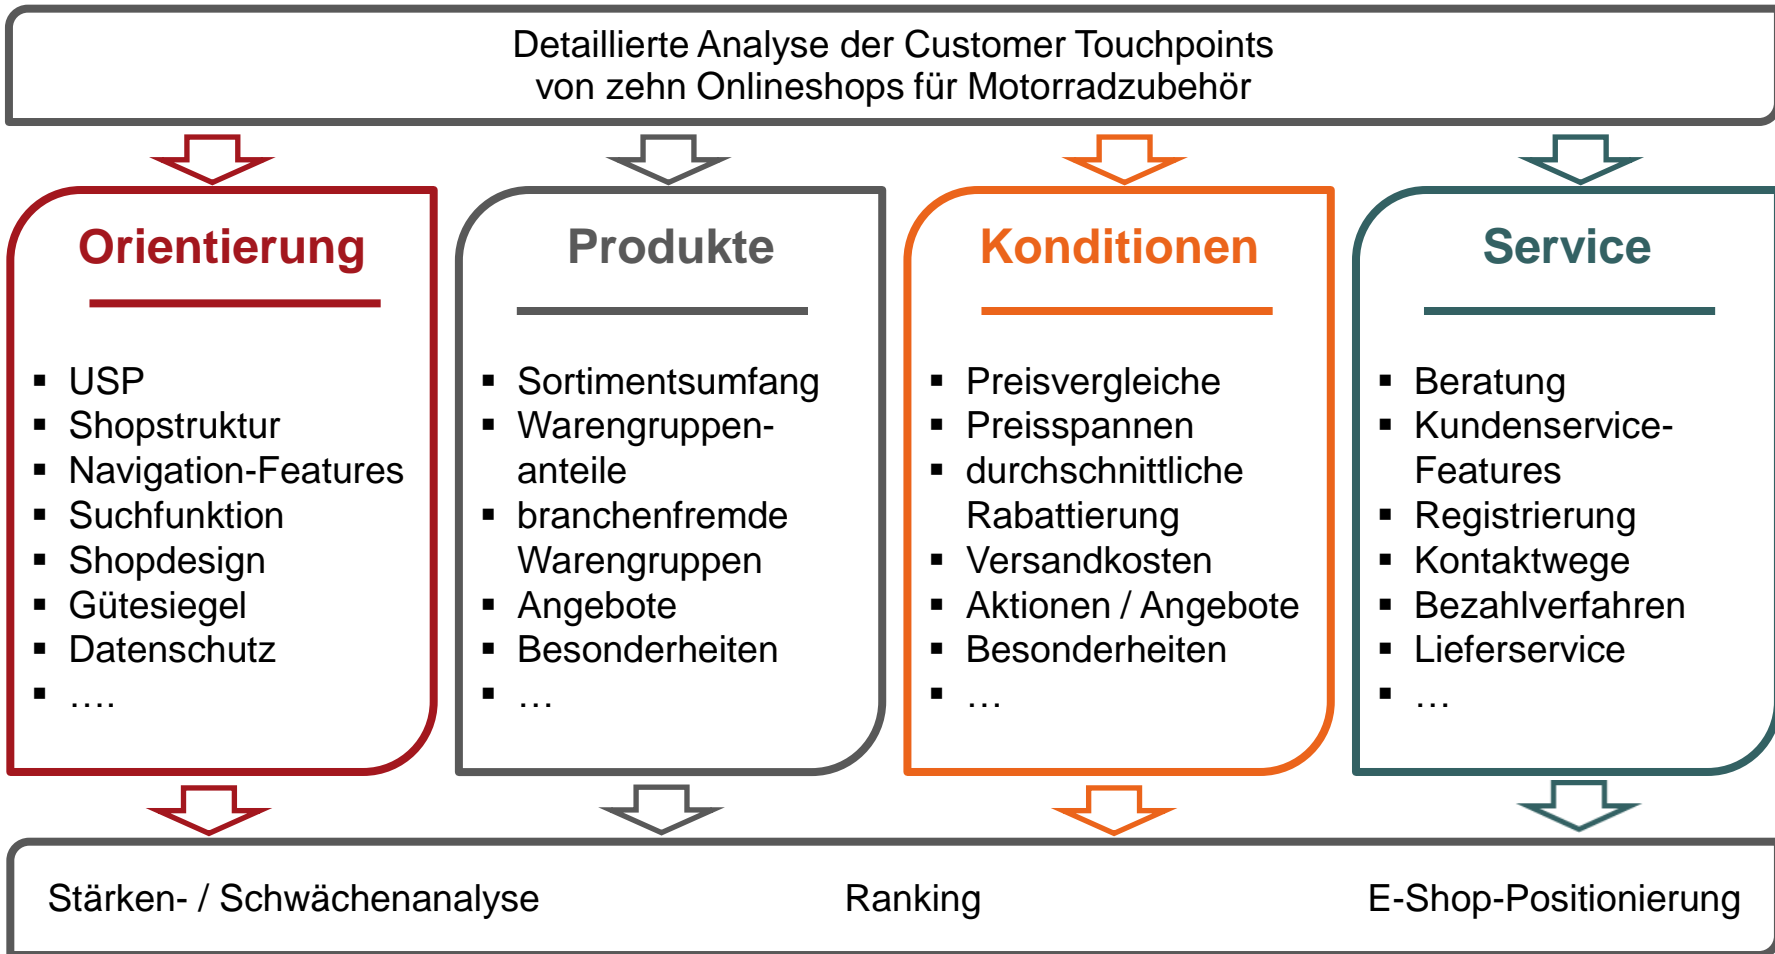 Detaillierte Analyse der Customer Touchpoints
von zehn Onlineshops für Motorradzubehör
Orientierung
▪ USP
▪ Shopstruktur
▪ Navigation-Features
▪ Suchfunktion
▪ Shopdesign
▪ Gütesiegel
▪ Datenschutz
▪ ….
Produkte
▪ Sortimentsumfang
▪ Warengruppen-
anteile
▪ branchenfremde
Warengruppen
▪ Angebote
▪ Besonderheiten
▪ …
Konditionen
▪ Preisvergleiche
▪ Preisspannen
▪ durchschnittliche
Rabattierung
▪ Versandkosten
▪ Aktionen / Angebote
▪ Besonderheiten
▪ …
Service
▪ Beratung
▪ Kundenservice-
Features
▪ Registrierung
▪ Kontaktwege
▪ Bezahlverfahren
▪ Lieferservice
▪ …
Stärken- / Schwächenanalyse
Ranking
E-Shop-Positionierung